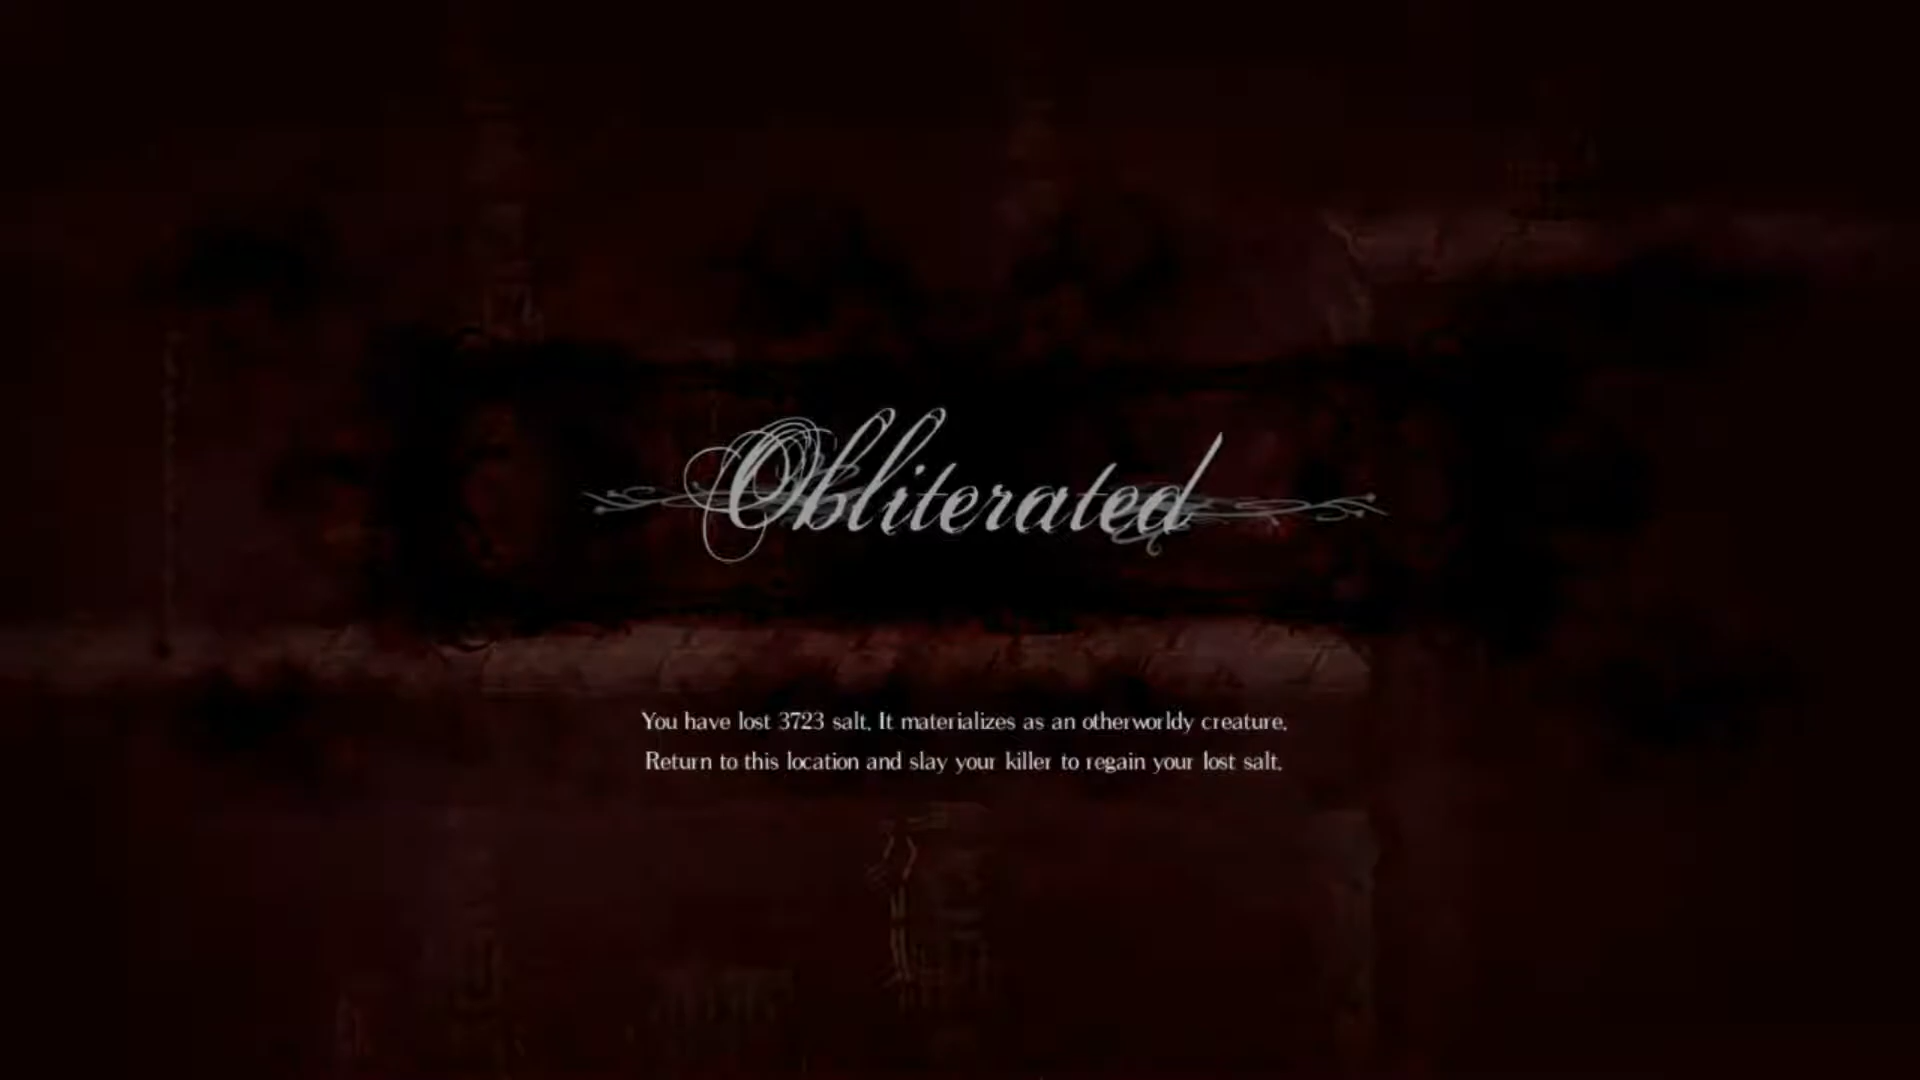 Obliterated
You have lost 3723 salt. It materializes as an otherworldy creature.
Return to this location and slay your killer to regain your lost salt.